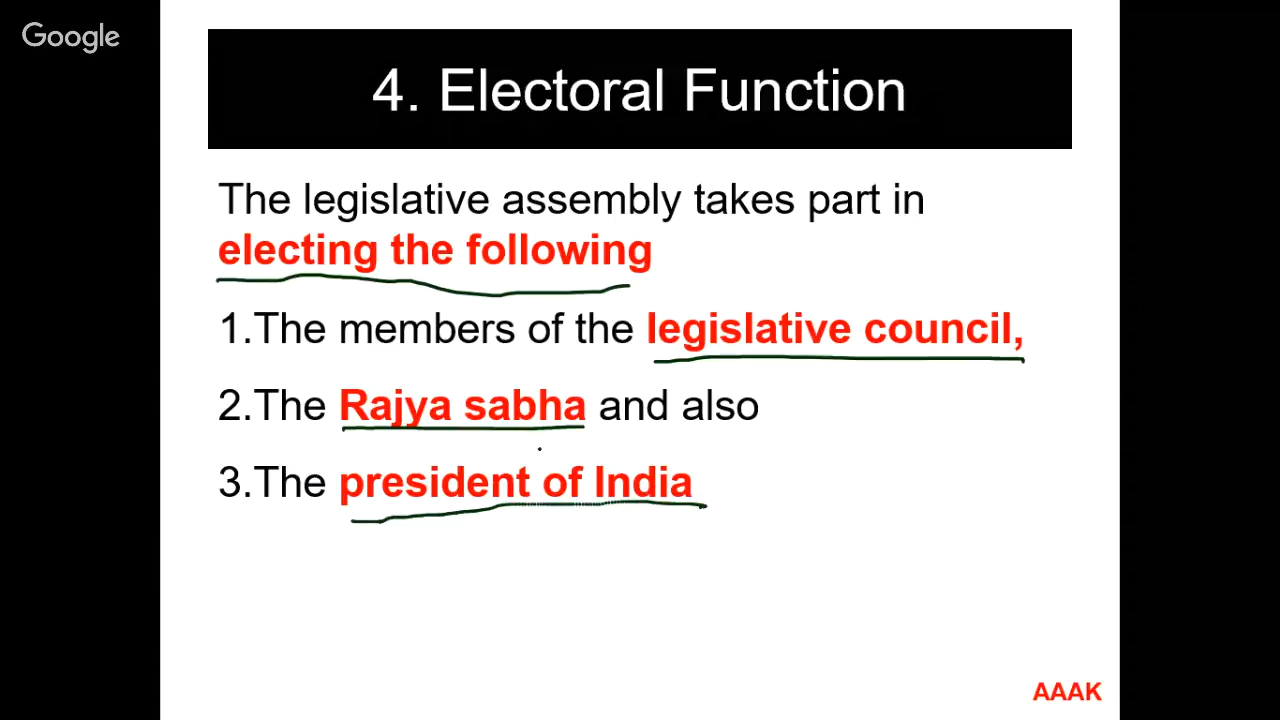 Google
4. Electoral Function
The legislative assembly takes part in
electing the following
1.The members of the legislative council,
2.The Rajya sabha and also
3.The president of India
AAAK